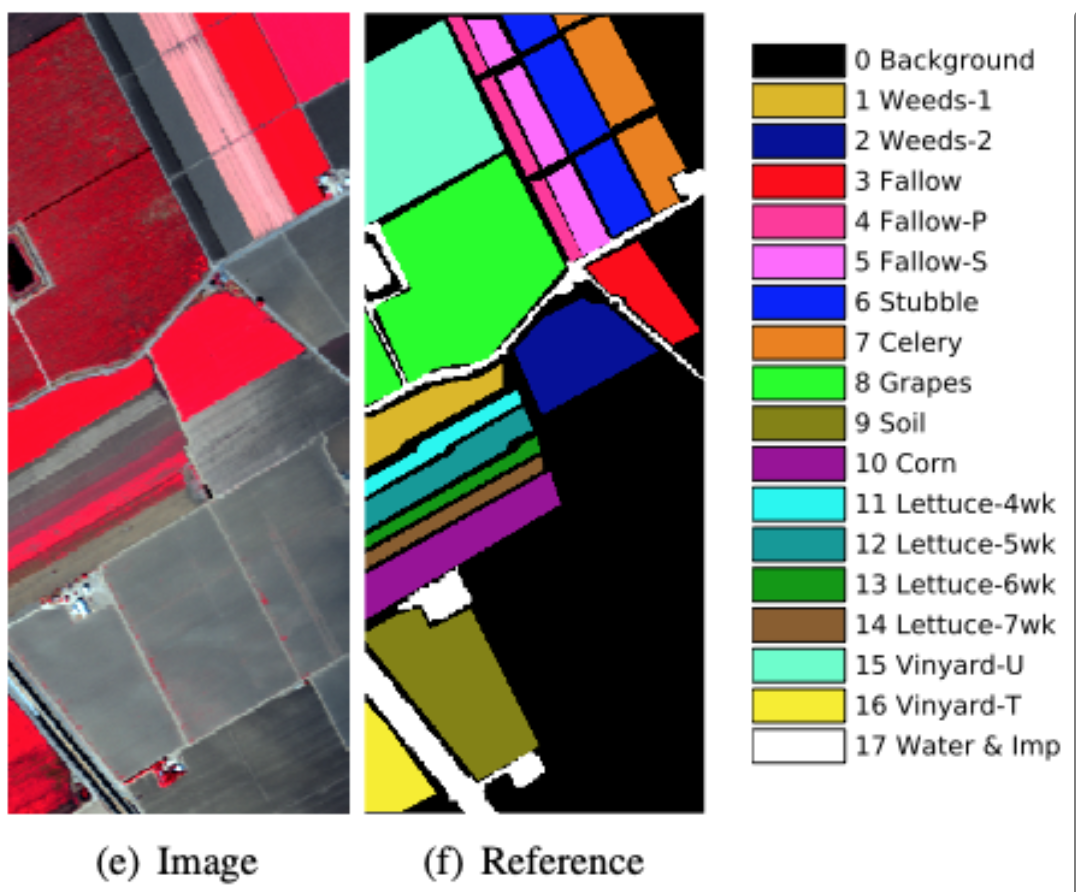 0 Background
1 Weeds-1
2 Weeds-2
3 Fallow
4 Fallow-P
5 Fallow-S
6 Stubble
7 Celery
8 Grapes
9 Soil
10 Corn
11 Lettuce-4wk
12 Lettuce-5wk
13 Lettuce-6wk
14 Lettuce-7wk
15 Vinyard-U
16 Vinyard-T
17 Water & Imp
(e) Image
(f) Reference